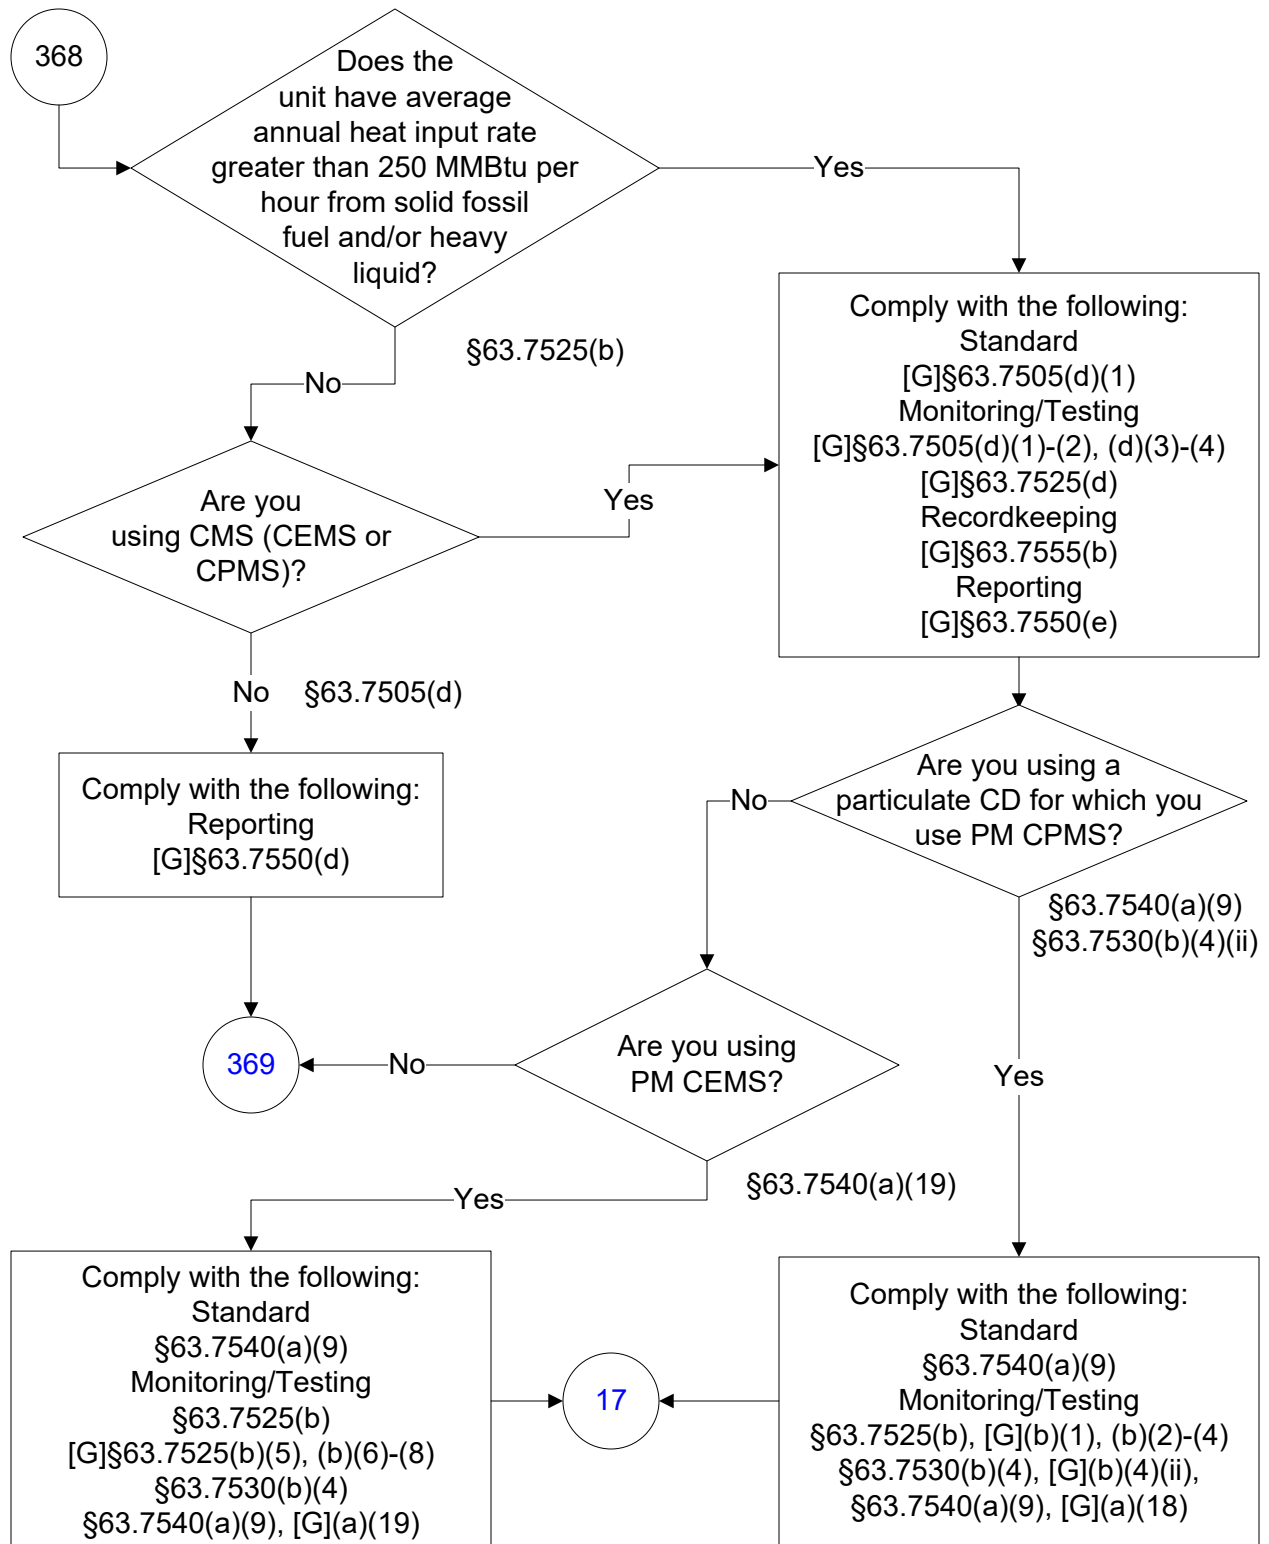 368
Does the
unit have average
annual heat input rate
greater than 250 MMBtu per
hour from solid fossil
fuel and/or heavy
liquid?
Yes
§63.7525(b)
No
Comply with the following:
Standard
[G]§63.7505(d)(1)
Monitoring/Testing
[G]§63.7505(d)(1)-(2), (d)(3)-(4)
[G]§63.7525(d)
Recordkeeping
[G]§63.7555(b)
Reporting
[G]§63.7550(e)
Are you
using CMS (CEMS or
CPMS)?
Yes
No
§63.7505(d)
Comply with the following:
Reporting
[G]§63.7550(d)
Are you using a
particulate CD for which you
use PM CPMS?
No
§63.7540(a)(9)
§63.7530(b)(4)(ii)
Yes
Are you using
PM CEMS?
No
369
§63.7540(a)(19)
Yes
Comply with the following:
Standard
§63.7540(a)(9)
Monitoring/Testing
§63.7525(b)
[G]§63.7525(b)(5), (b)(6)-(8)
§63.7530(b)(4)
§63.7540(a)(9), [G](a)(19)
17
Comply with the following:
Standard
§63.7540(a)(9)
Monitoring/Testing
§63.7525(b), [G](b)(1), (b)(2)-(4)
§63.7530(b)(4), [G](b)(4)(ii),
§63.7540(a)(9), [G](a)(18)